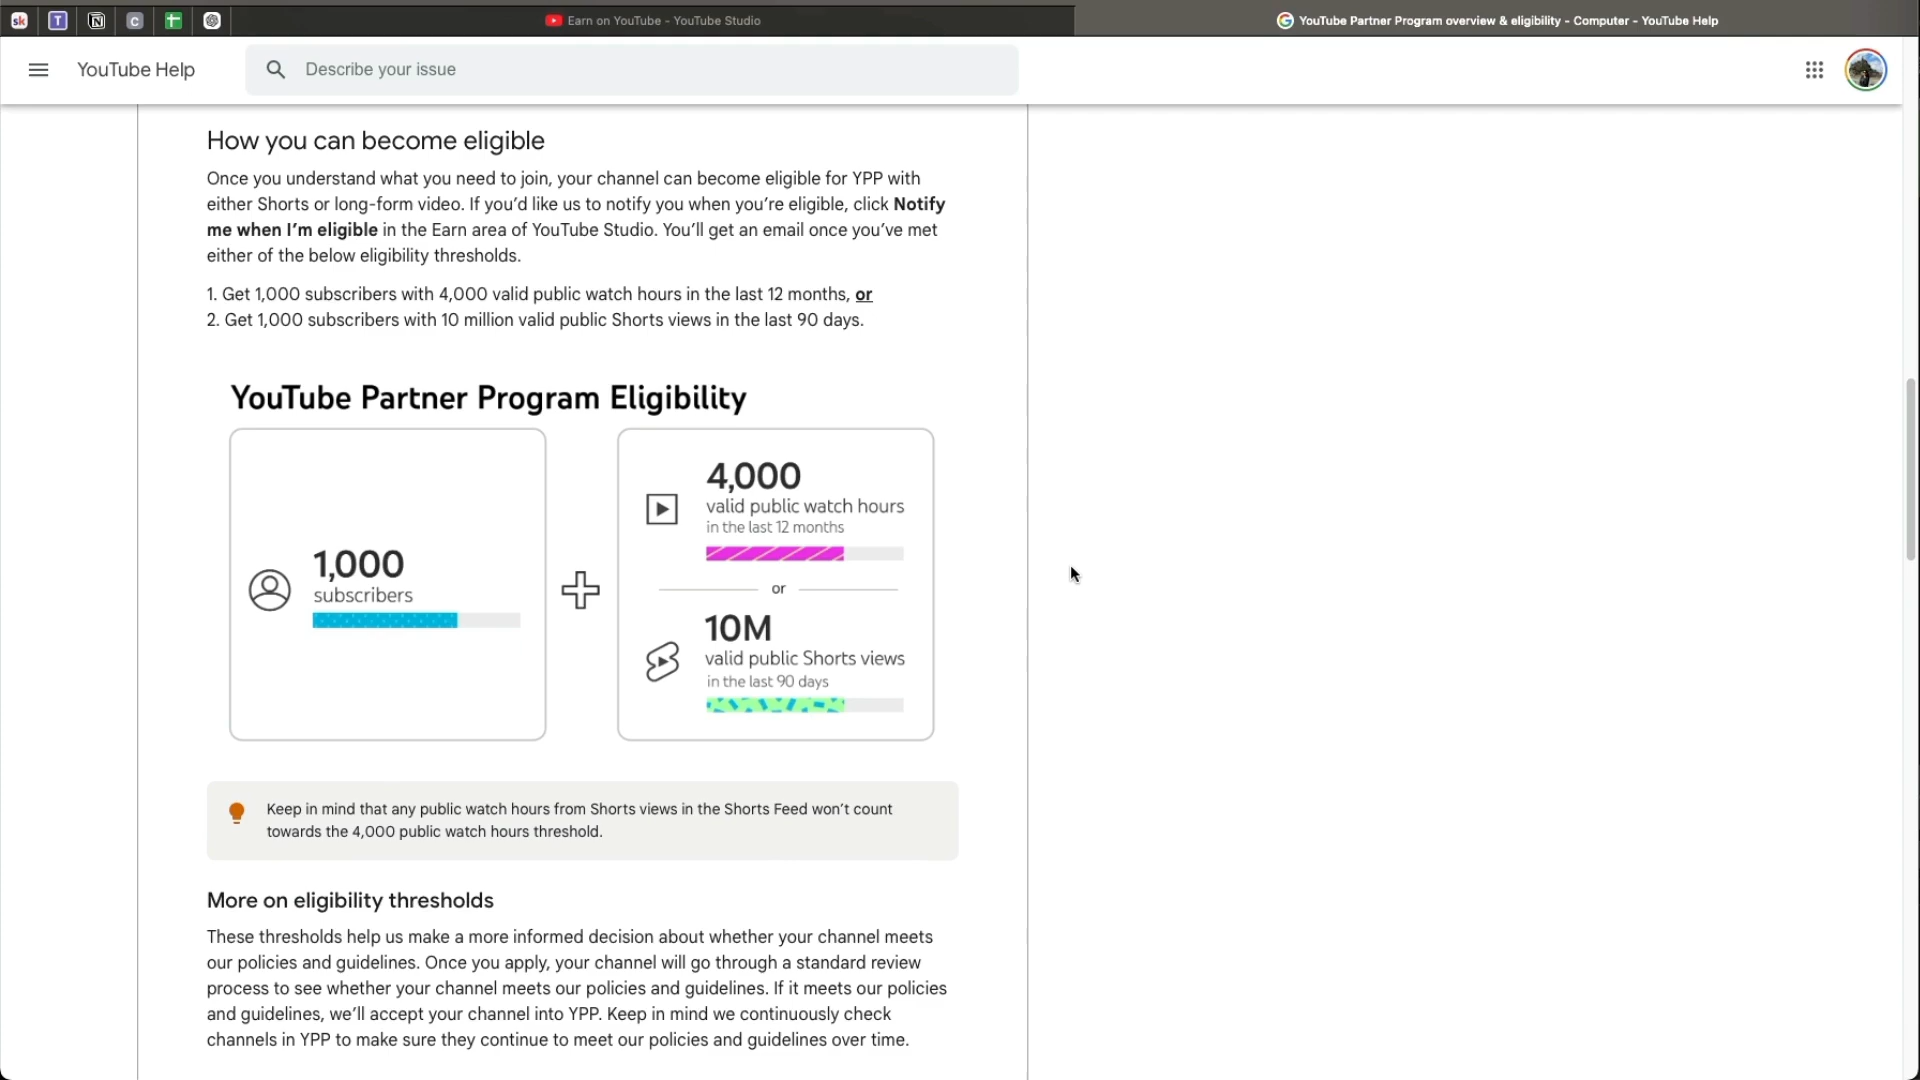 sk
T
C
Earn on YouTube - YouTube Studio
YouTube Partner Program overview & eligibility - Computer - YouTube Help
YouTube Help
Describe your issue
How you can become eligible
Once you understand what you need to join, your channel can become eligible for YPP with
either Shorts or long-form video. If you’d like us to notify you when you’re eligible, click Notify
me when I’m eligible in the Earn area of YouTube Studio. You’ll get an email once you’ve met
either of the below eligibility thresholds.
1. Get 1,000 subscribers with 4,000 valid public watch hours in the last 12 months, or
2. Get 1,000 subscribers with 10 million valid public Shorts views in the last 90 days.
YouTube Partner Program Eligibility
1,000
subscribers
4,000
valid public watch hours
in the last 12 months
or
10M
valid public Shorts views
in the last 90 days
Keep in mind that any public watch hours from Shorts views in the Shorts Feed won’t count
towards the 4,000 public watch hours threshold.
More on eligibility thresholds
These thresholds help us make a more informed decision about whether your channel meets
our policies and guidelines. Once you apply, your channel will go through a standard review
process to see whether your channel meets our policies and guidelines. If it meets our policies
and guidelines, we’ll accept your channel into YPP. Keep in mind we continuously check
channels in YPP to make sure they continue to meet our policies and guidelines over time.